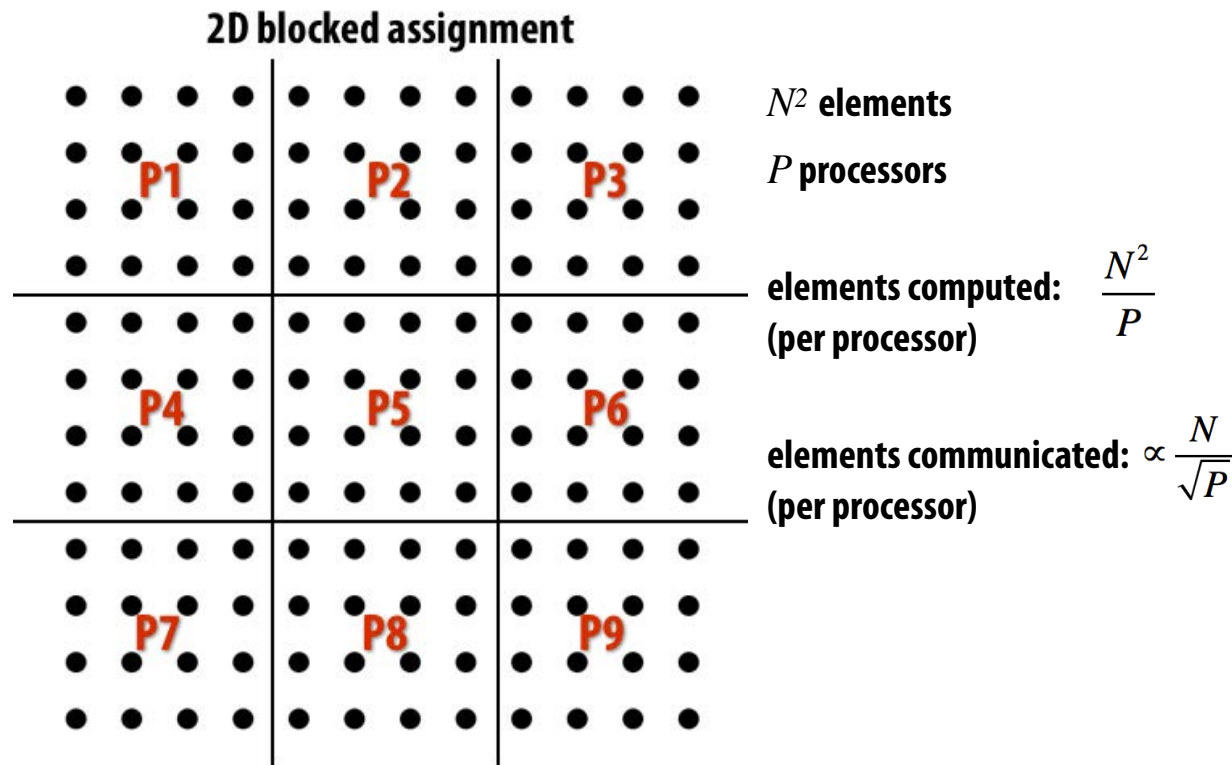 2D blocked assignment
P1 P2 P3
P4 P5 P6
P7 P8 P9
N² elements
P processors
elements computed: N²/P
(per processor)
elements communicated: ∝ N/√P
(per processor)